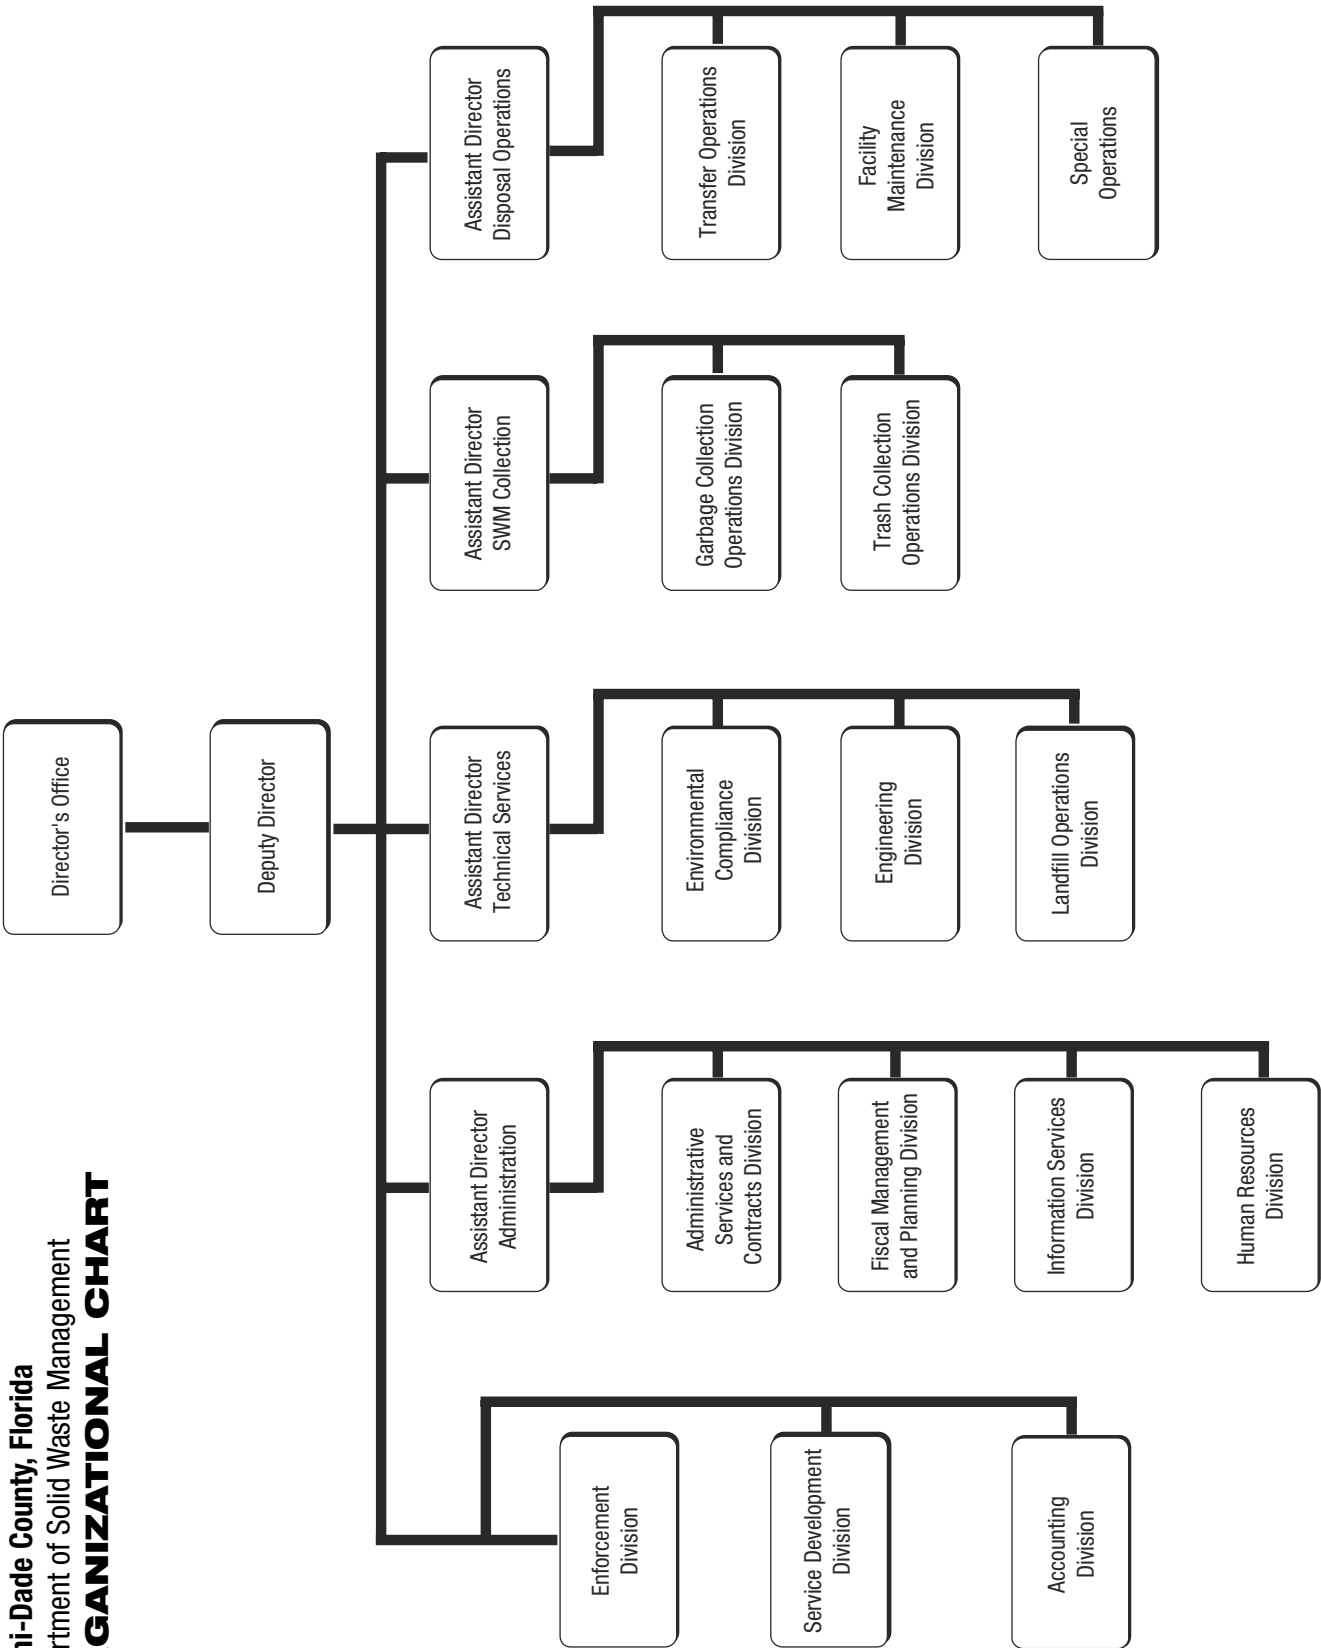 ni-Dade County, Florida
rtment of Solid Waste Management
GANIZATIONAL CHART
Director's Office
Deputy Director
Enforcement
Division
Service Development
Division
Accounting
Division
Assistant Director
Administration
Administrative
Services and
Contracts Division
Fiscal Management
and Planning Division
Information Services
Division
Human Resources
Division
Assistant Director
Technical Services
Environmental
Compliance
Division
Engineering
Division
Landfill Operations
Division
Assistant Director
SWM Collection
Garbage Collection
Operations Division
Trash Collection
Operations Division
Assistant Director
Disposal Operations
Transfer Operations
Division
Facility
Maintenance
Division
Special
Operations